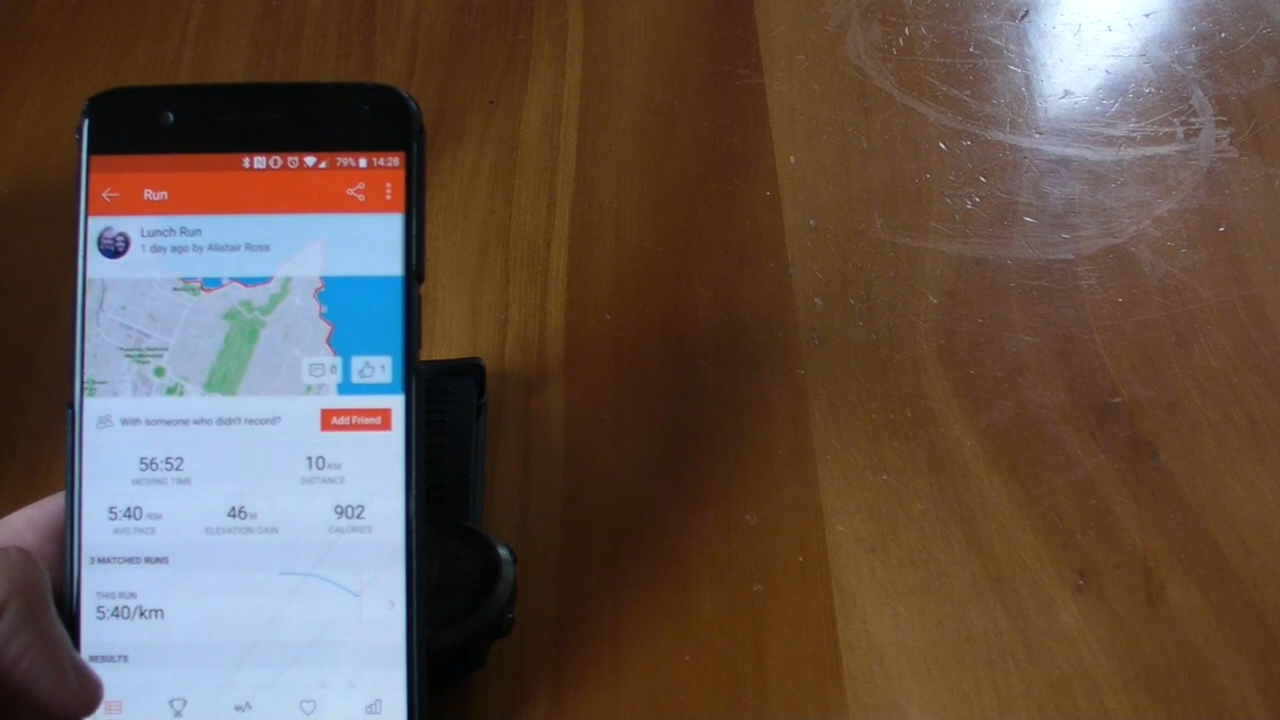 79% 14:28
Run
Lunch Run
1 day ago by Alistair Ross
0 1
With someone who didn't record? Add Friend
56:52 10 KM
MOVING TIME DISTANCE
5:40 /KM 46 M 902
AVG PACE ELEVATION GAIN CALORIES
3 MATCHED RUNS
THIS RUN
5:40/km
RESULTS